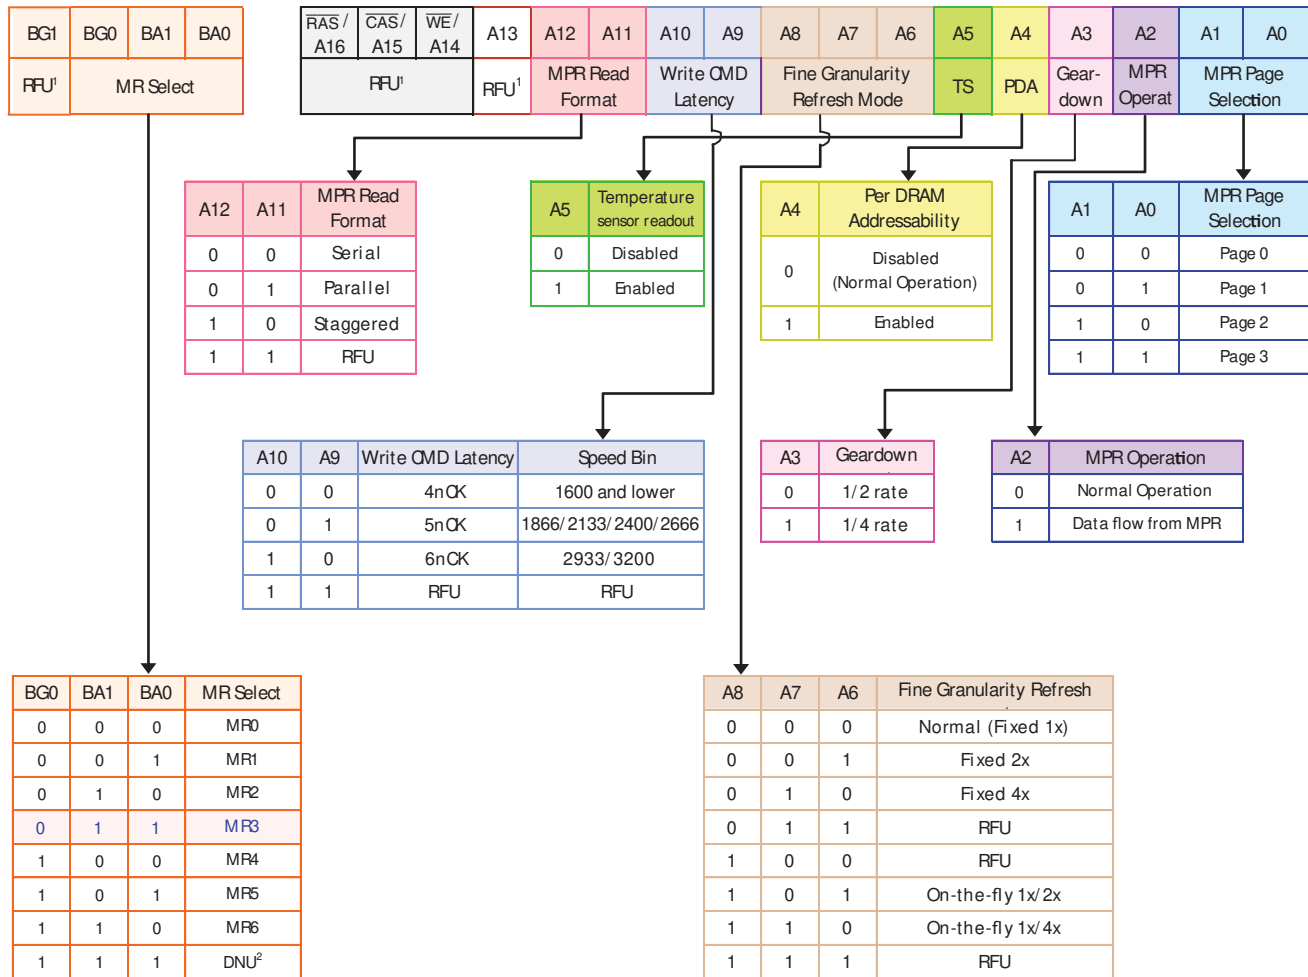 BG1 BG0 BA1 BA0 RAS/ A16 CAS/ A15 WE/ A14 A13 A12 A11 A10 A9 A8 A7 A6 A5 A4 A3 A2 A1 A0
RFU¹ MR Select RFU¹ RFU¹ MPR Read Format Write CMD Latency Fine Granularity Refresh Mode TS PDA Gear-down MPR Operat MPR Page Selection
A12 A11 MPR Read Format
0 0 Serial
0 1 Parallel
1 0 Staggered
1 1 RFU
A5 Temperature sensor readout
0 Disabled
1 Enabled
A4 Per DRAM Addressability
0 Disabled (Normal Operation)
1 Enabled
A1 A0 MPR Page Selection
0 0 Page 0
0 1 Page 1
1 0 Page 2
1 1 Page 3
A10 A9 Write CMD Latency Speed Bin
0 0 4nCK 1600 and lower
0 1 5nCK 1866/2133/2400/2666
1 0 6nCK 2933/3200
1 1 RFU RFU
A3 Geardown
0 1/2 rate
1 1/4 rate
A2 MPR Operation
0 Normal Operation
1 Data flow from MPR
BG0 BA1 BA0 MR Select
0 0 0 MR0
0 0 1 MR1
0 1 0 MR2
0 1 1 MR3
1 0 0 MR4
1 0 1 MR5
1 1 0 MR6
1 1 1 DNU²
A8 A7 A6 Fine Granularity Refresh
0 0 0 Normal (Fixed 1x)
0 0 1 Fixed 2x
0 1 0 Fixed 4x
0 1 1 RFU
1 0 0 RFU
1 0 1 On-the-fly 1x/2x
1 1 0 On-the-fly 1x/4x
1 1 1 RFU